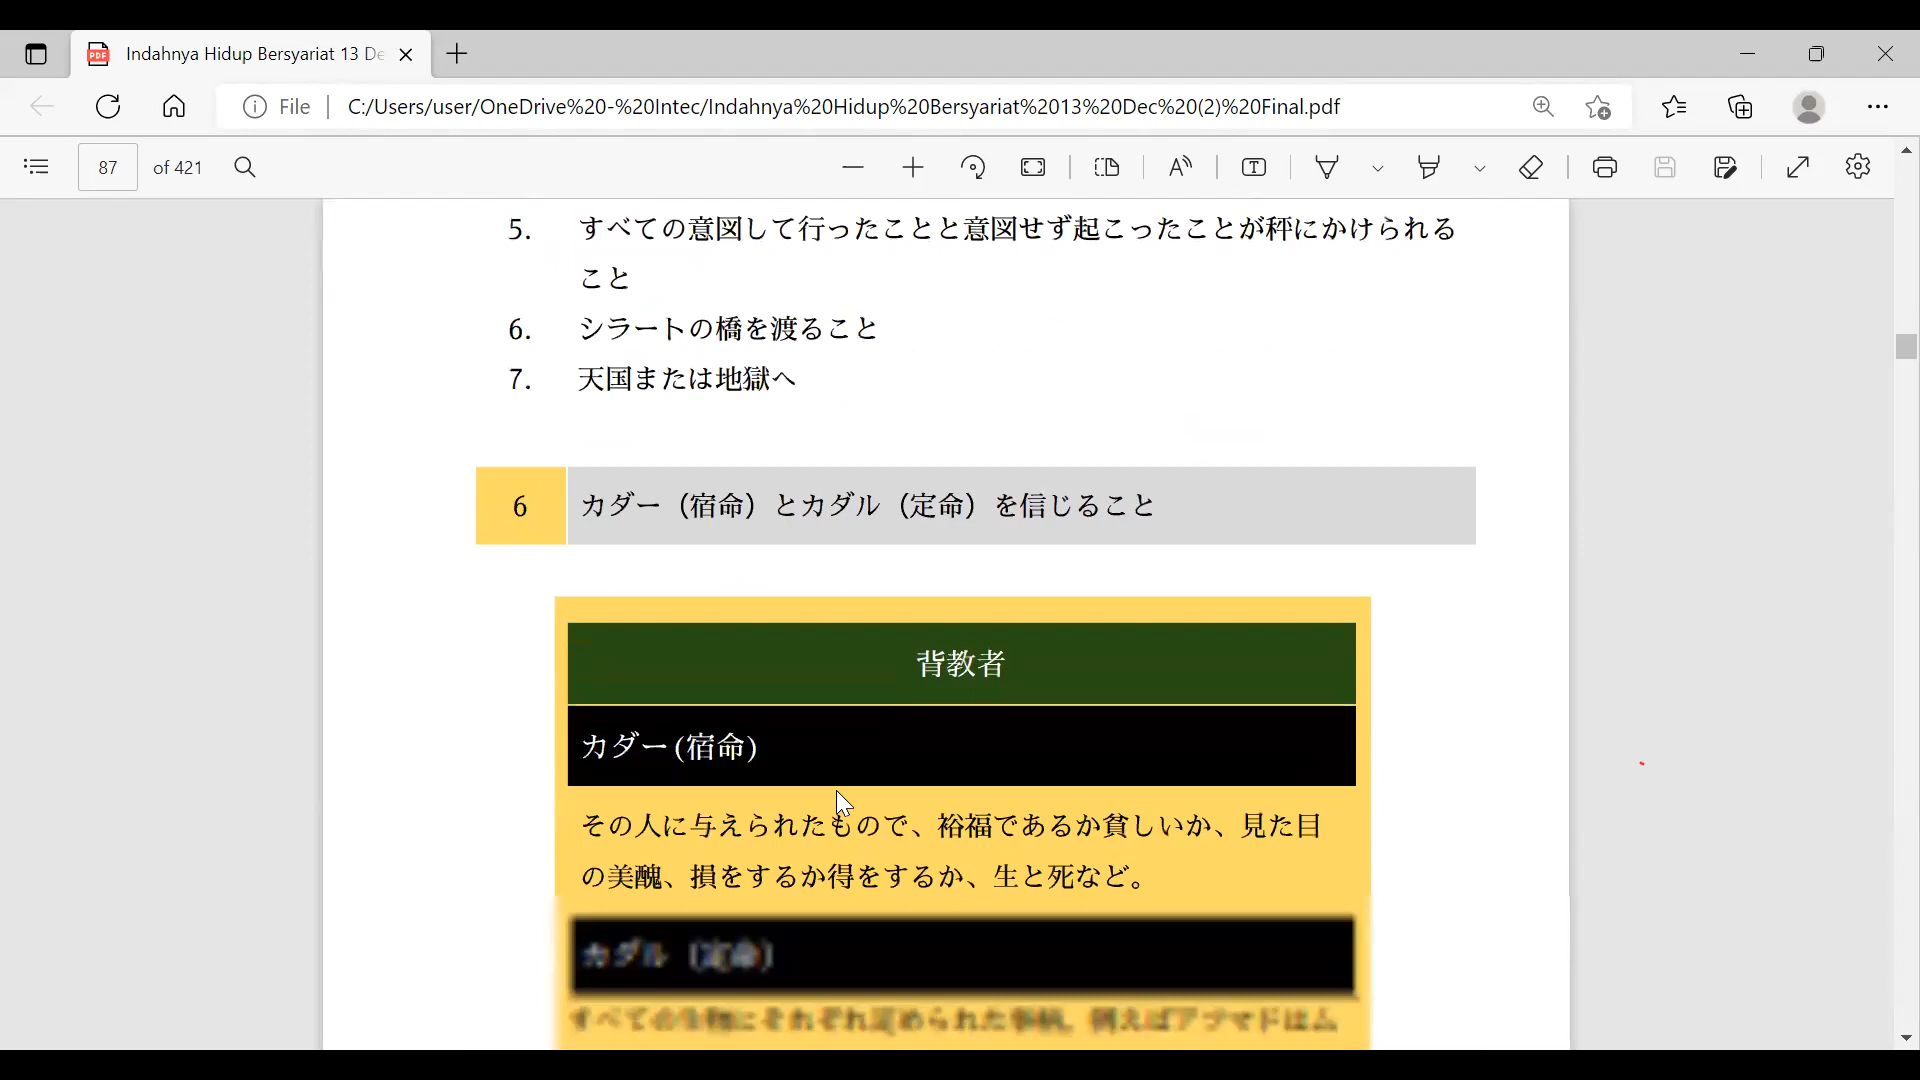 Indahnya Hidup Bersyariat 13 De
File
C:/Users/user/OneDrive%20-%20Intec/Indahnya%20Hidup%20Bersyariat%2013%20Dec%20(2)%20Final.pdf
87 of 421
5. すべての意図して行ったことと意図せず起こったことが秤にかけられる
こと
6. シラートの橋を渡ること
7. 天国または地獄へ
6 カダー（宿命）とカダル（定命）を信じること
背教者
カダー(宿命)
その人に与えられたもので、裕福であるか貧しいか、見た目
の美醜、損をするか得をするか、生と死など。
カダル（定命）